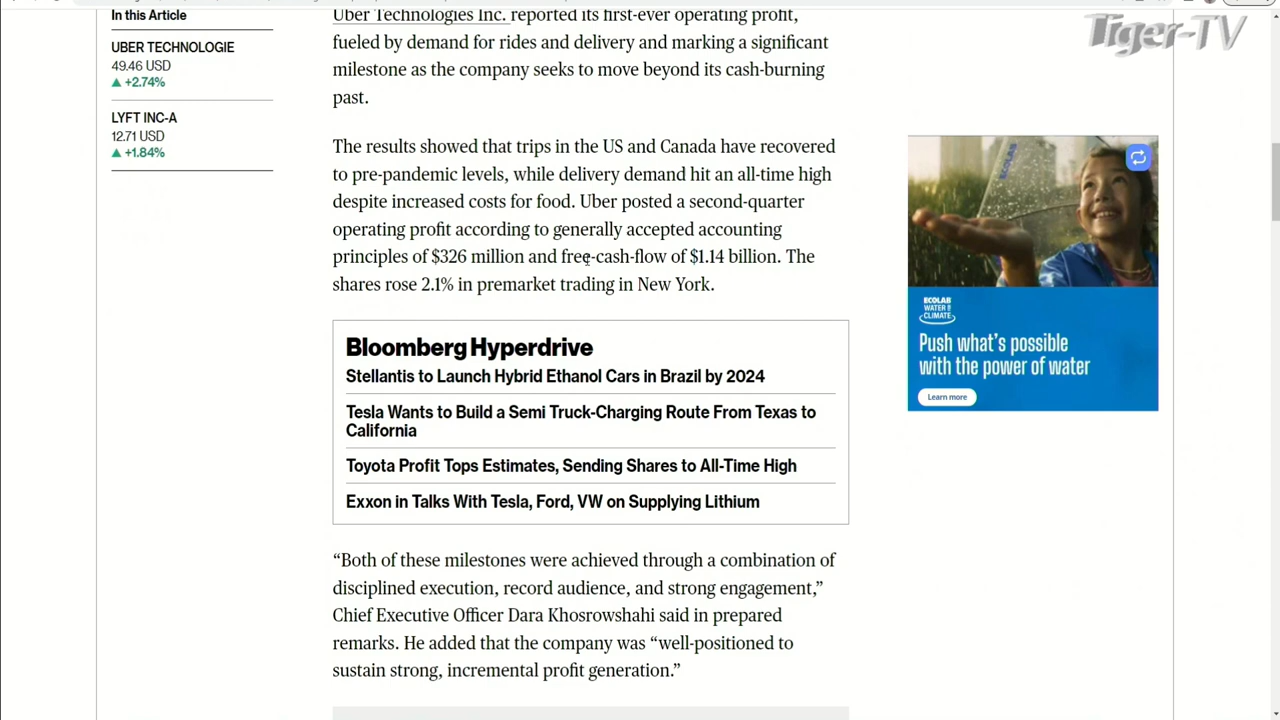 In this Article
UBER TECHNOLOGIE
49.46 USD
▲ +2.74%
LYFT INC-A
12.71 USD
▲ +1.84%
Uber Technologies Inc. reported its first-ever operating profit,
fueled by demand for rides and delivery and marking a significant
milestone as the company seeks to move beyond its cash-burning
past.
The results showed that trips in the US and Canada have recovered
to pre-pandemic levels, while delivery demand hit an all-time high
despite increased costs for food. Uber posted a second-quarter
operating profit according to generally accepted accounting
principles of $326 million and free-cash-flow of $1.14 billion. The
shares rose 2.1% in premarket trading in New York.
Bloomberg Hyperdrive
Stellantis to Launch Hybrid Ethanol Cars in Brazil by 2024
Tesla Wants to Build a Semi Truck-Charging Route From Texas to
California
Toyota Profit Tops Estimates, Sending Shares to All-Time High
Exxon in Talks With Tesla, Ford, VW on Supplying Lithium
“Both of these milestones were achieved through a combination of
disciplined execution, record audience, and strong engagement,”
Chief Executive Officer Dara Khosrowshahi said in prepared
remarks. He added that the company was “well-positioned to
sustain strong, incremental profit generation.”
Tiger-TV
ECOLAB
ECOLAB
WATER FOR
CLIMATE
Push what's possible
with the power of water
Learn more